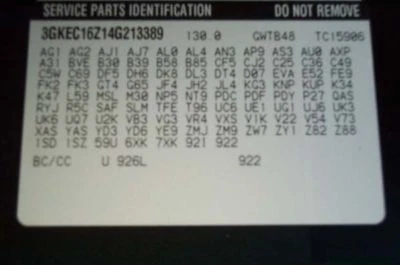 SERVICE PARTS IDENTIFICATION DO NOT REMOVE
3GKEC16Z14G213389 130 0 GWTB48 TC15906
AG1 AG2 AJ1 AJ7 AL0 AL4 AN3 AP9 AS3 AU0 AXP
A31 BVE B30 B39 B58 B85 CF5 CJ2 C25 C36 C49
C5W C69 DF5 DH6 DK8 DL3 DT4 D07 EVA E52 FE9
FK2 FK3 GT4 G65 JF4 JH2 JL4 KG3 KNP KUP K34
K47 L59 MSL M30 NP5 NT9 PDC PDF PDY P27 QAS
RYJ R5C SAF SLM TFE T96 UC6 UE1 UG1 UJ6 UK3
UK6 UQ7 U2K VB3 VG3 VR4 VXS V1K V22 V54 V73
XAS YAS YD3 YD6 YE9 ZMJ ZM9 ZW7 ZY1 Z82 Z88
1SD 1SZ 59U 6XK 7XK 921 922
BC/CC U 926L 922